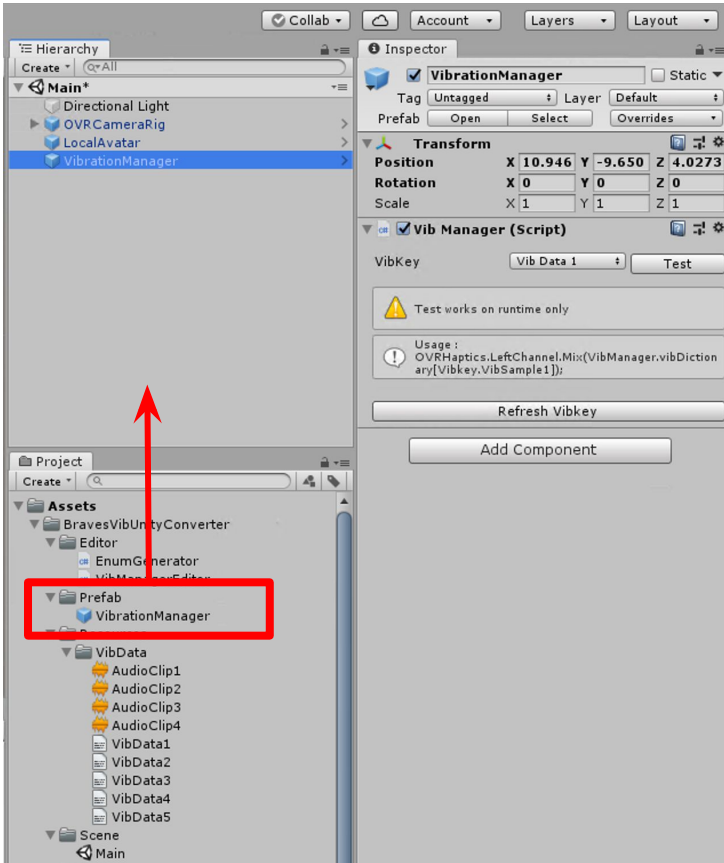 Collab
Account
Layers
Layout
Hierarchy
Create
All
Main*
Directional Light
OVRCameraRig
LocalAvatar
VibrationManager
Inspector
VibrationManager
Static
Tag Untagged Layer Default
Prefab Open Select Overrides
Transform
Position X 10.946 Y -9.650 Z 4.0273
Rotation X 0 Y 0 Z 0
Scale X 1 Y 1 Z 1
Vib Manager (Script)
VibKey Vib Data 1 Test
Test works on runtime only
Usage :
OVRHaptics.LeftChannel.Mix(VibManager.vibDiction
ary[Vibkey.VibSample1]);
Refresh Vibkey
Add Component
Project
Create
Assets
BravesVibUnityConverter
Editor
EnumGenerator
VibManagerEditor
Prefab
VibrationManager
Resources
VibData
AudioClip1
AudioClip2
AudioClip3
AudioClip4
VibData1
VibData2
VibData3
VibData4
VibData5
Scene
Main